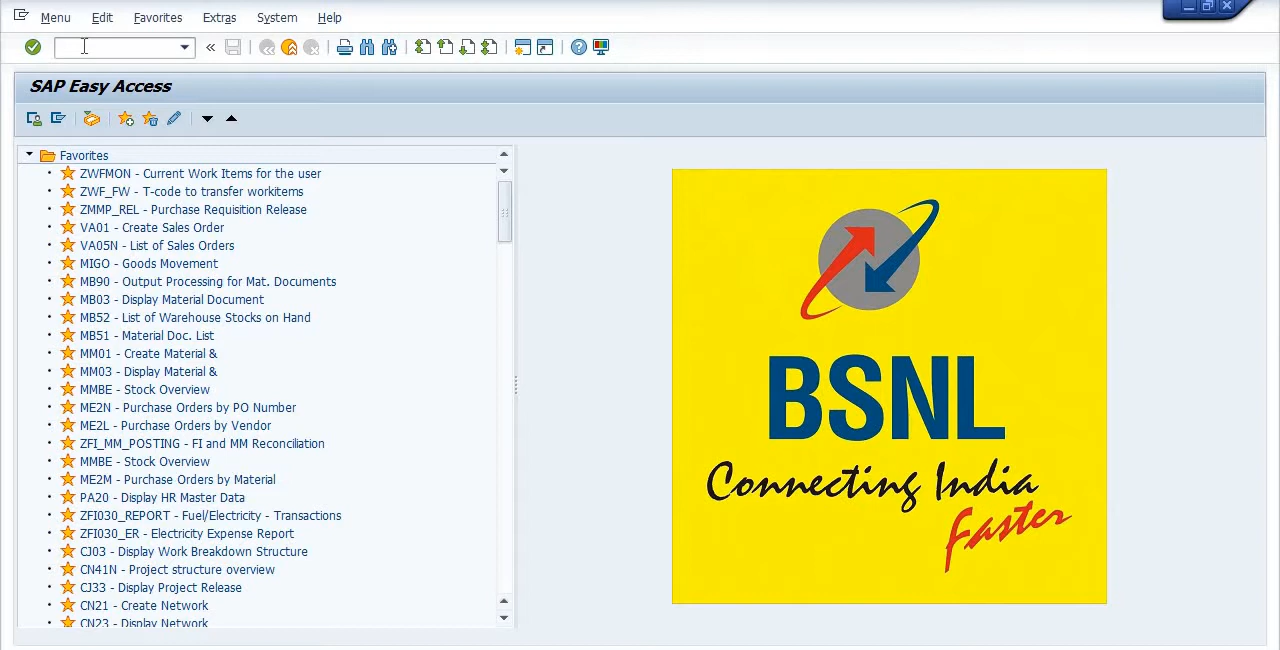 Menu Edit Favorites Extras System Help
SAP Easy Access
Favorites
ZWFMON - Current Work Items for the user
ZWF_FW - T-code to transfer workitems
ZMMP_REL - Purchase Requisition Release
VA01 - Create Sales Order
VA05N - List of Sales Orders
MIGO - Goods Movement
MB90 - Output Processing for Mat. Documents
MB03 - Display Material Document
MB52 - List of Warehouse Stocks on Hand
MB51 - Material Doc. List
MM01 - Create Material &
MM03 - Display Material &
MMBE - Stock Overview
ME2N - Purchase Orders by PO Number
ME2L - Purchase Orders by Vendor
ZFI_MM_POSTING - FI and MM Reconciliation
MMBE - Stock Overview
ME2M - Purchase Orders by Material
PA20 - Display HR Master Data
ZFI030_REPORT - Fuel/Electricity - Transactions
ZFI030_ER - Electricity Expense Report
CJ03 - Display Work Breakdown Structure
CN41N - Project structure overview
CJ33 - Display Project Release
CN21 - Create Network
CN23 - Display Network
BSNL
Connecting India
Faster